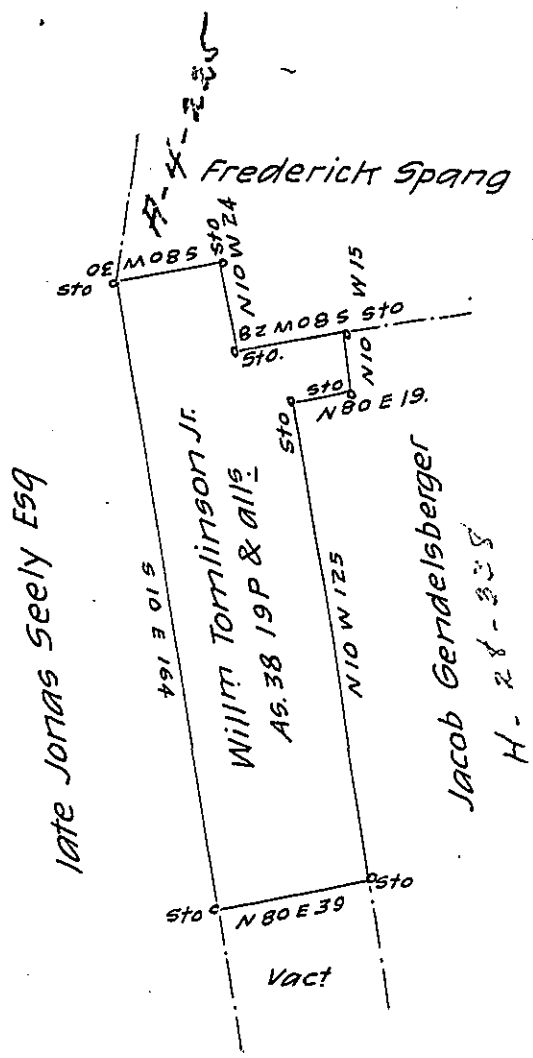 Frederick Spang
S 80 W 30
Sto
Sto
N 10 W 24
S 80 W 28
Sto.
Sto
W 15
N 10
Sto
N 80 E 19.
Sto
late Jonas Seely Esq
S 10 E 164
Willm Tomlinson Jr.
As. 38 19P & alls
N 10 W 125
Jacob Gendelsberger
Sto
N 80 E 39
Sto
Vact